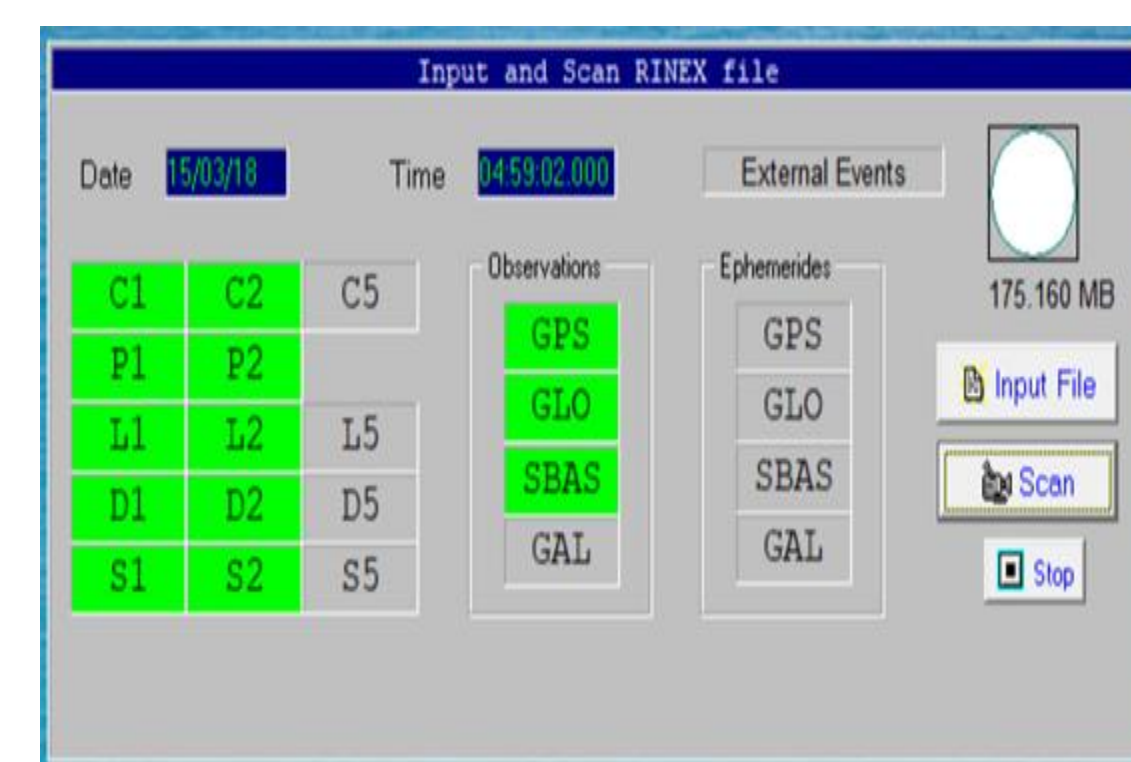 Input and Scan RINEX file
Date 15/03/18 Time 04:59:02.000 External Events
175.160 MB
C1 C2 C5
P1 P2
L1 L2 L5
D1 D2 D5
S1 S2 S5
Observations
GPS
GLO
SBAS
GAL
Ephemerides
GPS
GLO
SBAS
GAL
Input File
Scan
Stop